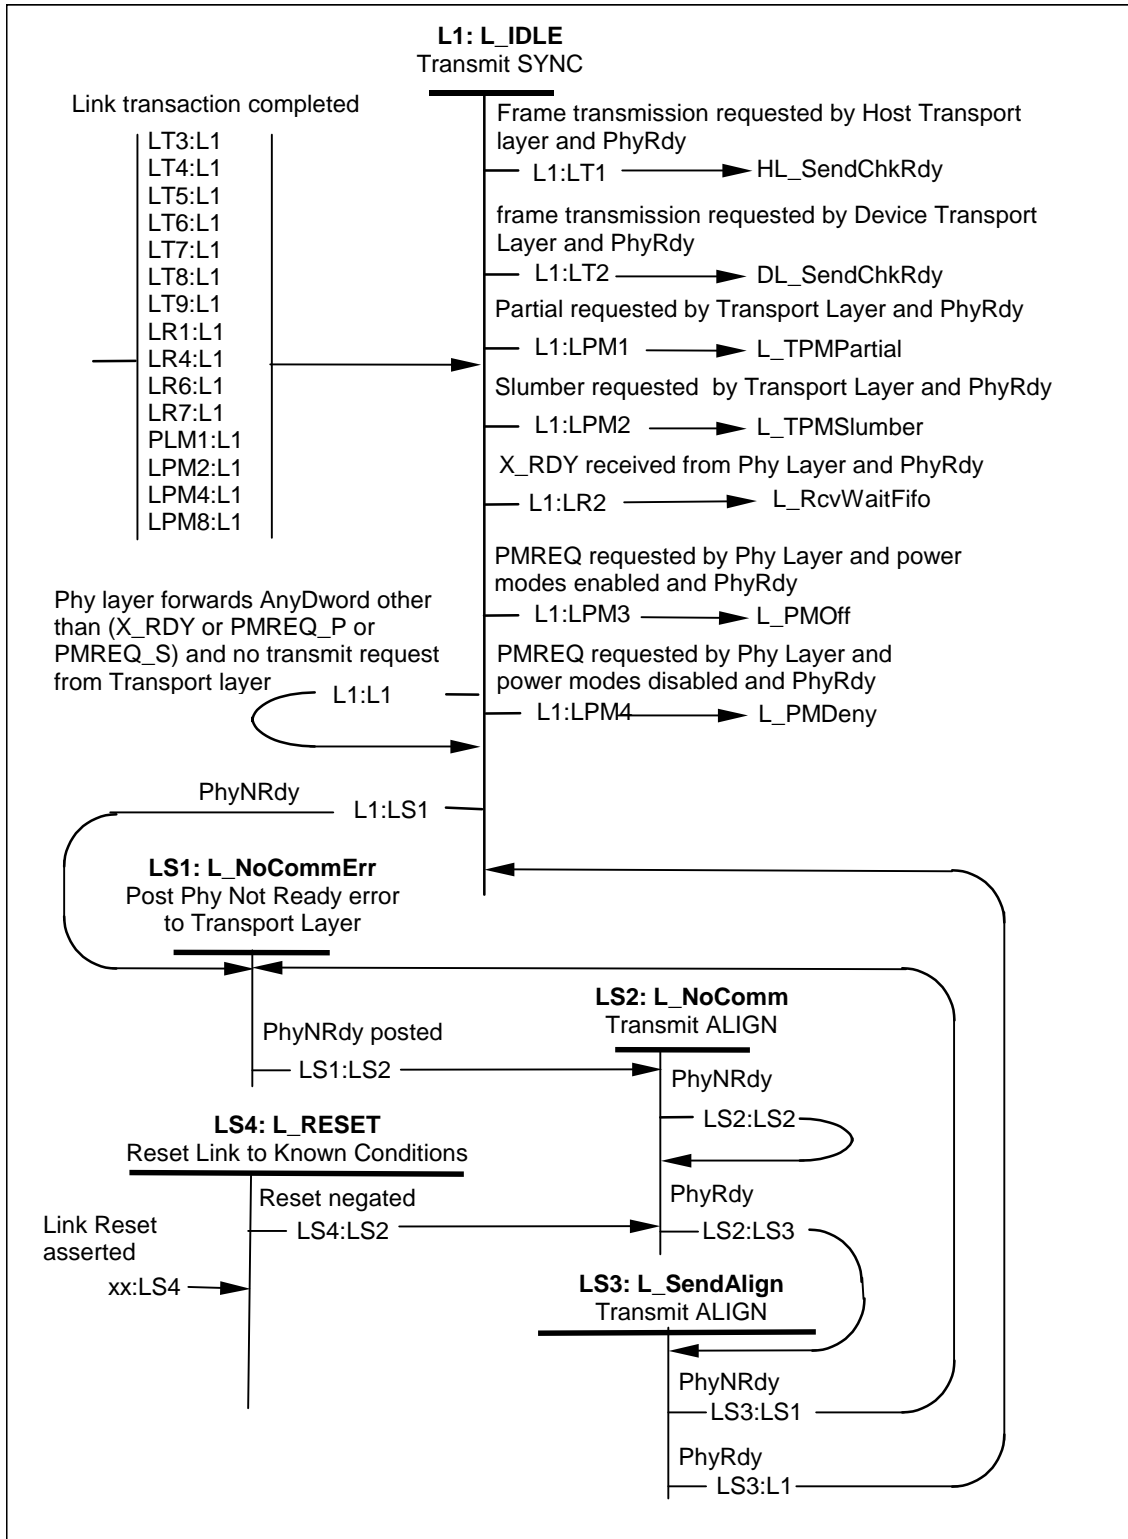 L1: L_IDLE
Transmit SYNC
Link transaction completed
LT3:L1
LT4:L1
LT5:L1
LT6:L1
LT7:L1
LT8:L1
LT9:L1
LR1:L1
LR4:L1
LR6:L1
LR7:L1
PLM1:L1
LPM2:L1
LPM4:L1
LPM8:L1
Frame transmission requested by Host Transport
layer and PhyRdy
L1:LT1 HL_SendChkRdy
frame transmission requested by Device Transport
Layer and PhyRdy
L1:LT2 DL_SendChkRdy
Partial requested by Transport Layer and PhyRdy
L1:LPM1 L_TPMPartial
Slumber requested by Transport Layer and PhyRdy
L1:LPM2 L_TPMSlumber
X_RDY received from Phy Layer and PhyRdy
L1:LR2 L_RcvWaitFifo
PMREQ requested by Phy Layer and power
modes enabled and PhyRdy
L1:LPM3 L_PMOff
PMREQ requested by Phy Layer and
power modes disabled and PhyRdy
L1:LPM4 L_PMDeny
Phy layer forwards AnyDword other
than (X_RDY or PMREQ_P or
PMREQ_S) and no transmit request
from Transport layer
L1:L1
PhyNRdy
L1:LS1
LS1: L_NoCommErr
Post Phy Not Ready error
to Transport Layer
PhyNRdy posted
LS1:LS2
LS2: L_NoComm
Transmit ALIGN
PhyNRdy
LS2:LS2
PhyRdy
LS2:LS3
LS4: L_RESET
Reset Link to Known Conditions
Reset negated
LS4:LS2
Link Reset
asserted
xx:LS4
LS3: L_SendAlign
Transmit ALIGN
PhyNRdy
LS3:LS1
PhyRdy
LS3:L1